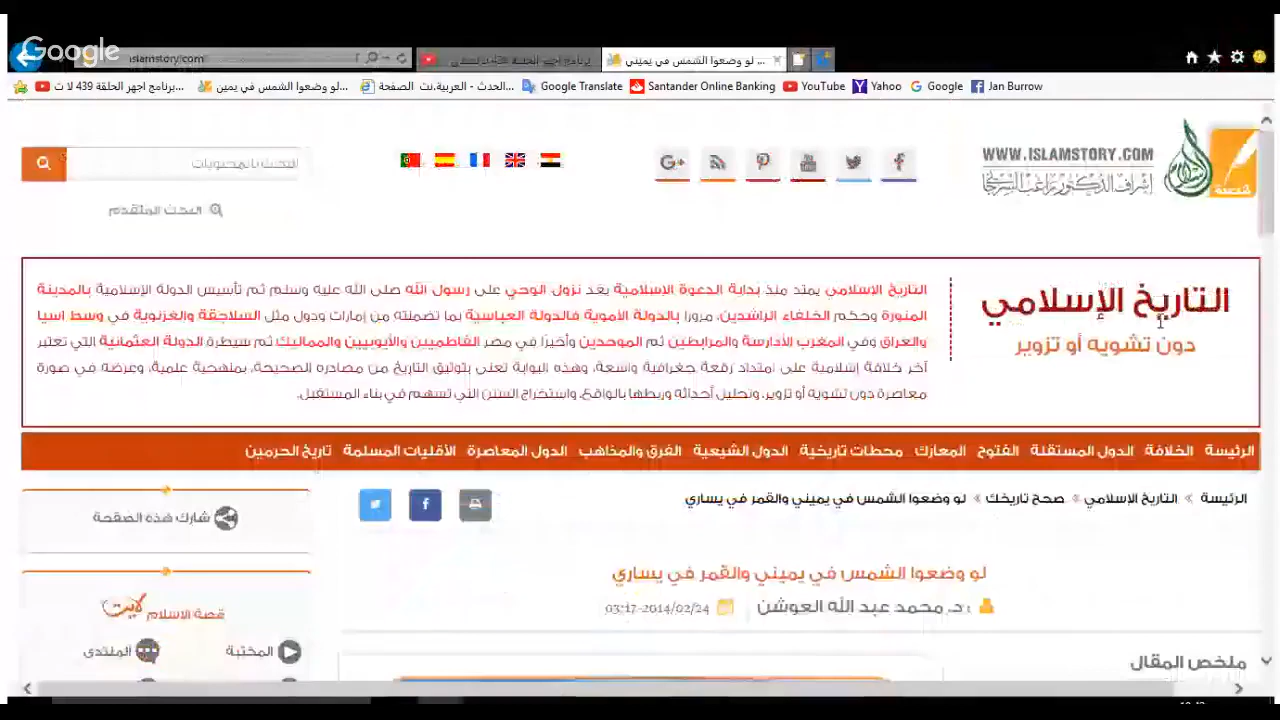 Google
islamstory.com
لو وضعوا الشمس في يميني ...
برنامج اجهر الحلقة 439 لا ت...
لو وضعوا الشمس في يمين...
الحدث - العربية.نت الصفحة...
Google Translate
Santander Online Banking
YouTube
Yahoo
Google
Jan Burrow
البحث بالمحتويات
البحث المتقدم
WWW.ISLAMSTORY.COM
إشراف الدكتور راغب السرجاني
قصة
التاريخ الإسلامي
دون تشويه أو تزوير
التاريخ الإسلامي يمتد منذ بداية الدعوة الإسلامية بعد نزول الوحي على رسول الله صلى الله عليه وسلم ثم تأسيس الدولة الإسلامية بالمدينة
المنورة وحكم الخلفاء الراشدين، مرورا بالدولة الأموية فالدولة العباسية بما تضمنته من إمارات ودول مثل السلاجقة والغزنوية في وسط آسيا
والعراق وفي المغرب الأدارسة والمرابطين ثم الموحدين وأخيرًا في مصر الفاطميين والأيوبيين والمماليك ثم سيطرة الدولة العثمانية التي تعتبر
آخر خلافة إسلامية على امتداد رقعة جغرافية واسعة، وهذه البوابة تعنى بتوثيق التاريخ من مصادره الصحيحة، بمنهجية علمية، وعرضه في صورة
معاصرة دون تشويه أو تزوير، وتحليل أحداثه وربطها بالواقع، واستخراج السنن التي تسهم في بناء المستقبل.
الرئيسة الخلافة الدول المستقلة الفتوح المعارك محطات تاريخية الدول الشيعية الفرق والمذاهب الدول المعاصرة الأقليات المسلمة تاريخ الحرمين
الرئيسة » التاريخ الإسلامي » صحح تاريخك » لو وضعوا الشمس في يميني والقمر في يساري
شارك هذه الصفحة
لو وضعوا الشمس في يميني والقمر في يساري
د. محمد عبد الله العوشن
2014/02/24-03:17
قصة الإسلام لايت
المكتبة
المنتدى
ملخص المقال